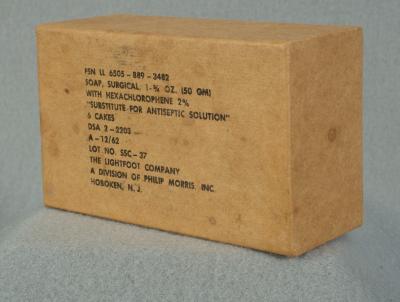 FSN LL 6505-889-3482
SOAP, SURGICAL, 1-¾ OZ. (50 GM)
WITH HEXACHLOROPHENE 2%
"SUBSTITUTE FOR ANTISEPTIC SOLUTION"
6 CAKES
DSA 2-2203
A-12/62
LOT NO. SSC-37
THE LIGHTFOOT COMPANY
A DIVISION OF PHILIP MORRIS, INC.
HOBOKEN, N. J.